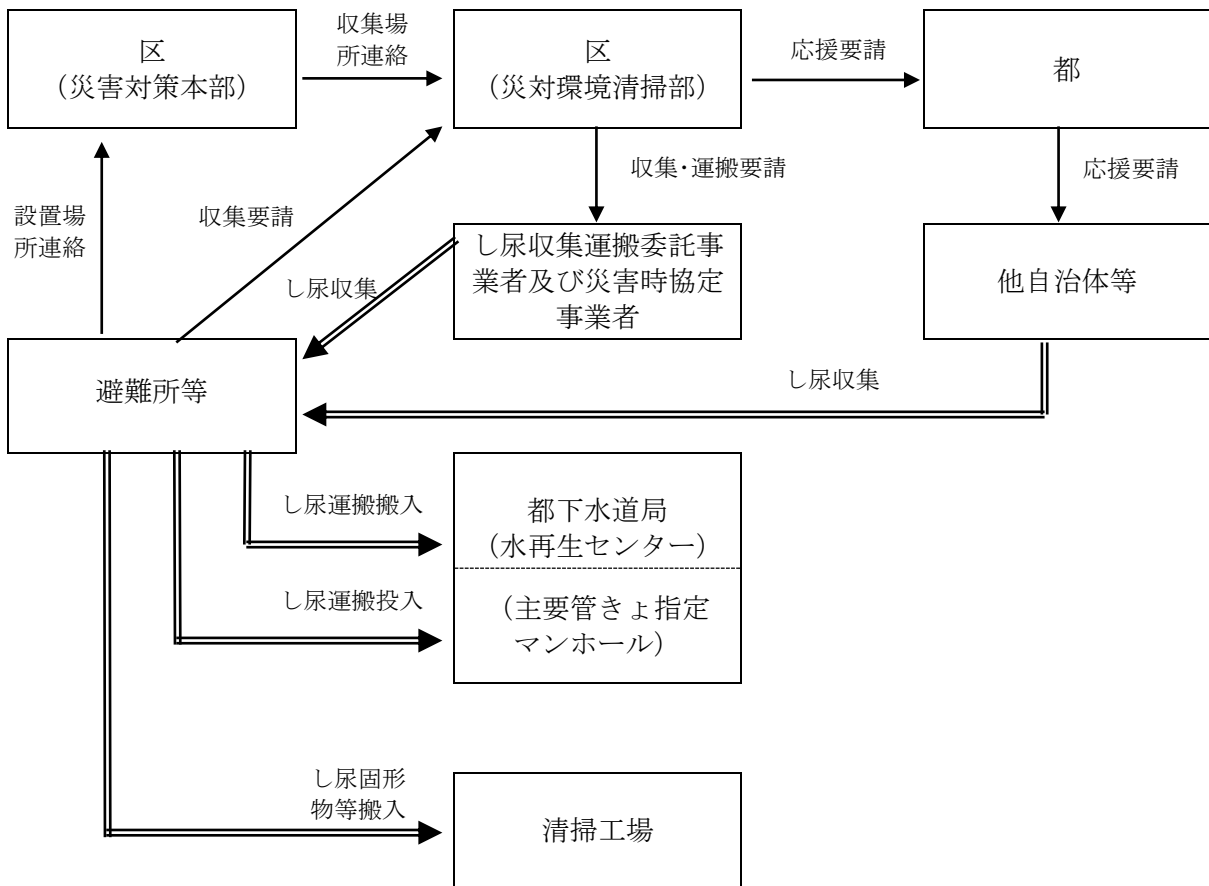 区
（災害対策本部）
収集場
所連絡
区
（災対環境清掃部）
応援要請
都
設置場
所連絡
収集要請
収集・運搬要請
応援要請
し尿収集
し尿収集運搬委託事
業者及び災害時協定
事業者
他自治体等
避難所等
し尿収集
し尿運搬搬入
都下水道局
（水再生センター）
し尿運搬投入
（主要管きょ指定
マンホール）
し尿固形
物等搬入
清掃工場